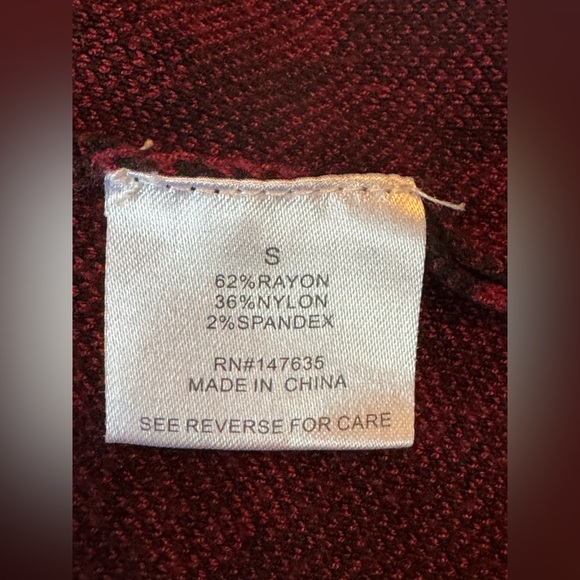 S
62%RAYON
36%NYLON
2%SPANDEX
RN#147635
MADE IN CHINA
SEE REVERSE FOR CARE